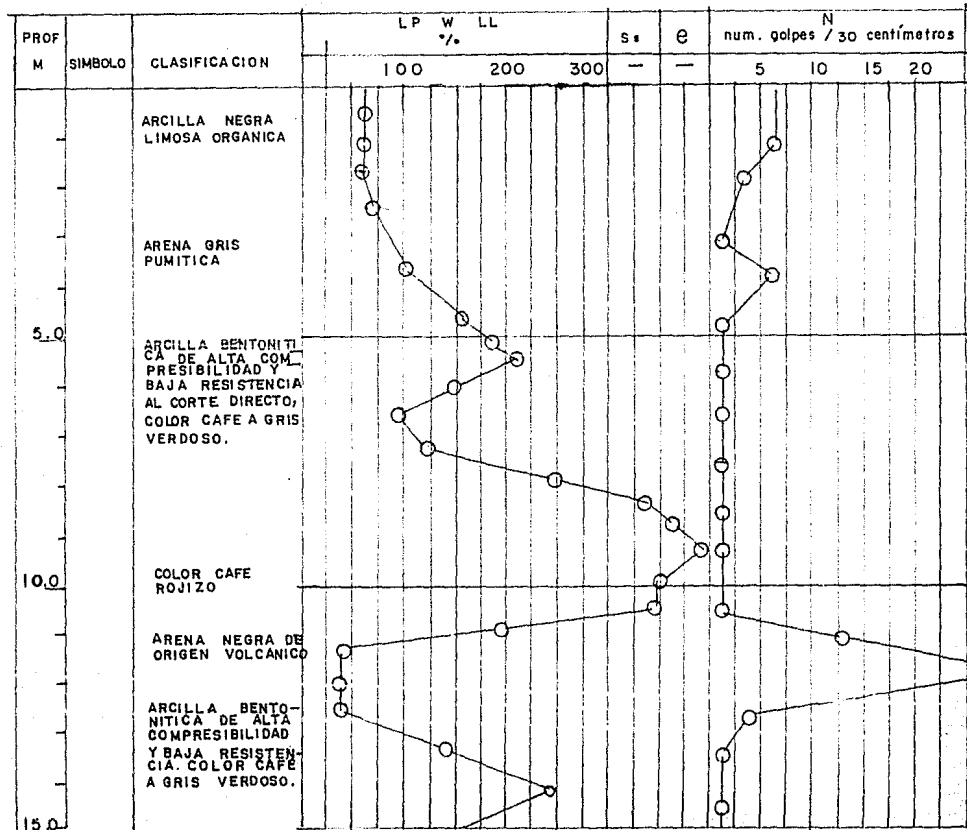 PROF
M
SIMBOLO
CLASIFICACION
LP W LL
%
100 200 300
Ss
—
e
—
N
num. golpes / 30 centímetros
5 10 20
ARCILLA NEGRA
LIMOSA ORGANICA
ARENA GRIS
PUMITICA
5.0
ARCILLA BENTONITI
CA DE ALTA COM
PRESIBILIDAD Y
BAJA RESISTENCIA
AL CORTE DIRECTO,
COLOR CAFE A GRIS
VERDOSO.
COLOR CAFE
ROJIZO
10.0
ARENA NEGRA DE
ORIGEN VOLCANICO
ARCILLA BENTO-
NITICA DE ALTA
COMPRESIBILIDAD
Y BAJA RESISTEN-
CIA. COLOR CAFE
A GRIS VERDOSO.
15.0